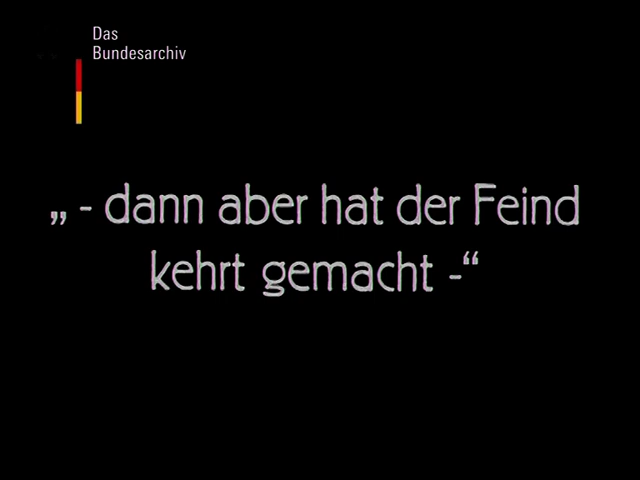 Das
Bundesarchiv
„ - dann aber hat der Feind
kehrt gemacht -“